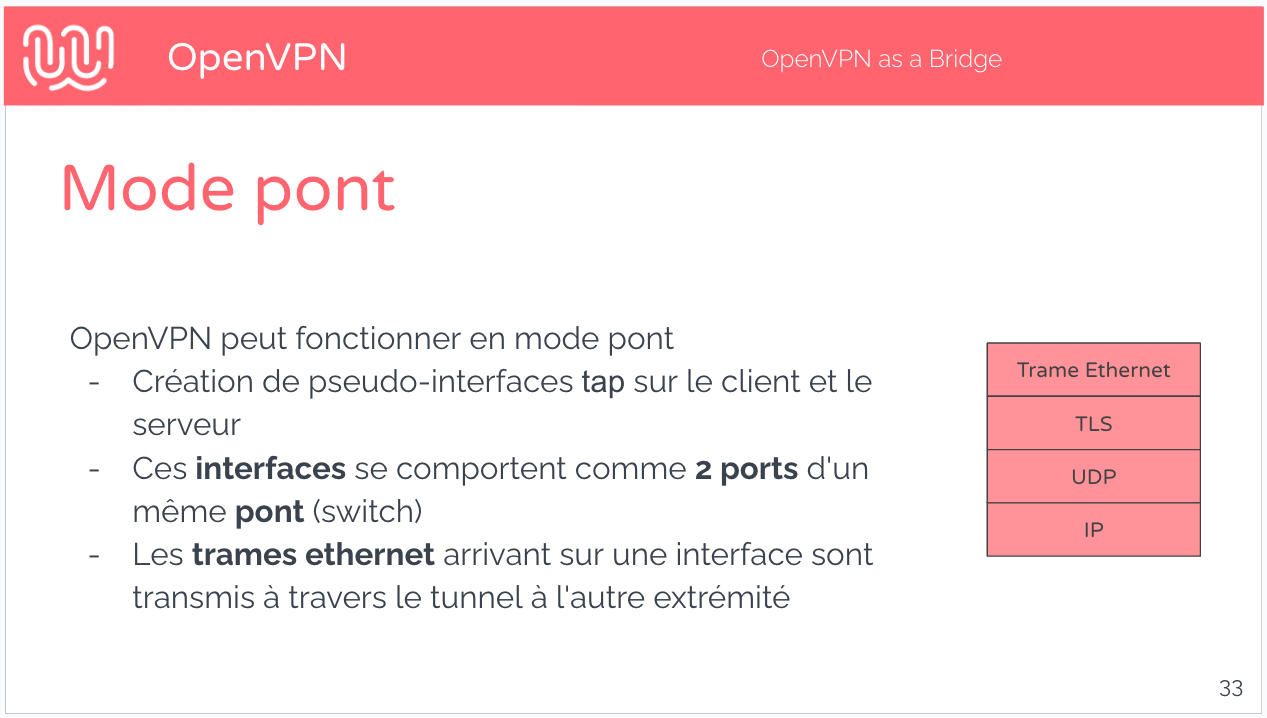 OpenVPN
OpenVPN as a Bridge
Mode pont
OpenVPN peut fonctionner en mode pont
- Création de pseudo-interfaces tap sur le client et le
serveur
- Ces interfaces se comportent comme 2 ports d'un
même pont (switch)
- Les trames ethernet arrivant sur une interface sont
transmis à travers le tunnel à l'autre extrémité
Trame Ethernet
TLS
UDP
IP
33